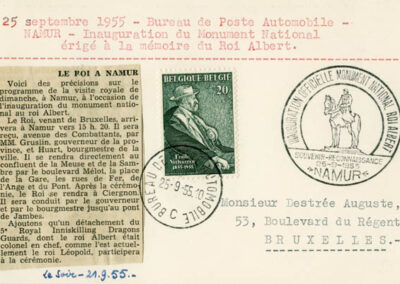 25 septembre 1955 - Bureau de Poste Automobile -
NAMUR - Inauguration du Monument National
érigé à la mémoire du Roi Albert.
LE ROI A NAMUR
Voici des précisions sur le
programme de la visite royale de
dimanche, à Namur, à l'occasion de
l'inauguration du monument natio-
nal au roi Albert.
Le Roi, venant de Bruxelles, arri-
vera à Namur vers 15 h. 20. Il sera
reçu, avenue des Combattants, par
MM. Gruslin, gouverneur de la pro-
vince, et Huart, bourgmestre de la
ville. Il se rendra directement au
confluent de la Meuse et de la Sam-
bre par le boulevard Mélot, la place
de la Gare, les rues de Fer, de
l'Ange et du Pont. Après la cérémo-
nie, le Roi se rendra à Ciergnon.
Il sera conduit par le gouverneur et
par le bourgmestre jusqu'au pont
de Jambes.
Ajoutons qu'un détachement du
5e Royal Inniskilling Dragons
Guards, dont le roi Albert était
colonel en chef, comme l'est actuel-
lement le roi Léopold, participera
à la cérémonie.
Le Soir - 21.9.55.-
BELGIQUE BELGIE
20
BUREAU DE POSTE AUTOMOBILE
25-9-55.10
C
INAUGURATION OFFICIELLE MONUMENT NATIONAL ROI ALBERT
SOUVENIR-RECONNAISSANCE
*NAMUR*
Monsieur Destrée Auguste,
53, Boulevard du Régent
BRUXELLES.-